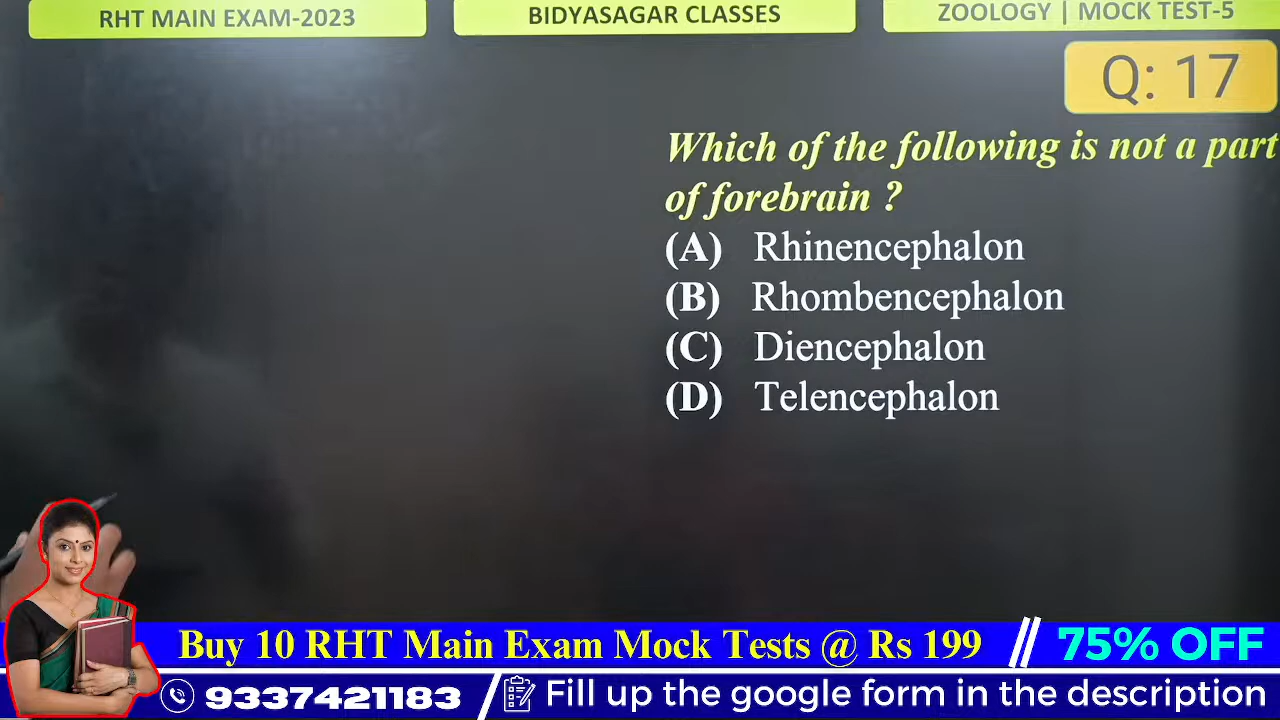 RHT MAIN EXAM-2023
BIDYASAGAR CLASSES
ZOOLOGY | MOCK TEST-5
Q: 17
Which of the following is not a part
of forebrain ?
(A) Rhinencephalon
(B) Rhombencephalon
(C) Diencephalon
(D) Telencephalon
Buy 10 RHT Main Exam Mock Tests @ Rs 199 // 75% OFF
9337421183 / Fill up the google form in the description